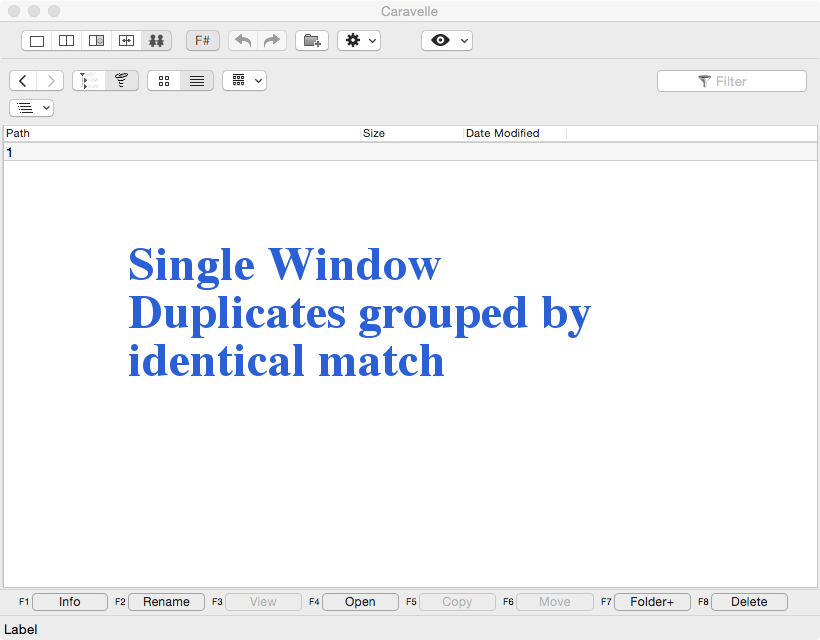 Caravelle
F#
Filter
Path Size Date Modified
1
Single Window
Duplicates grouped by
identical match
F1 Info F2 Rename F3 View F4 Open F5 Copy F6 Move F7 Folder+ F8 Delete
Label